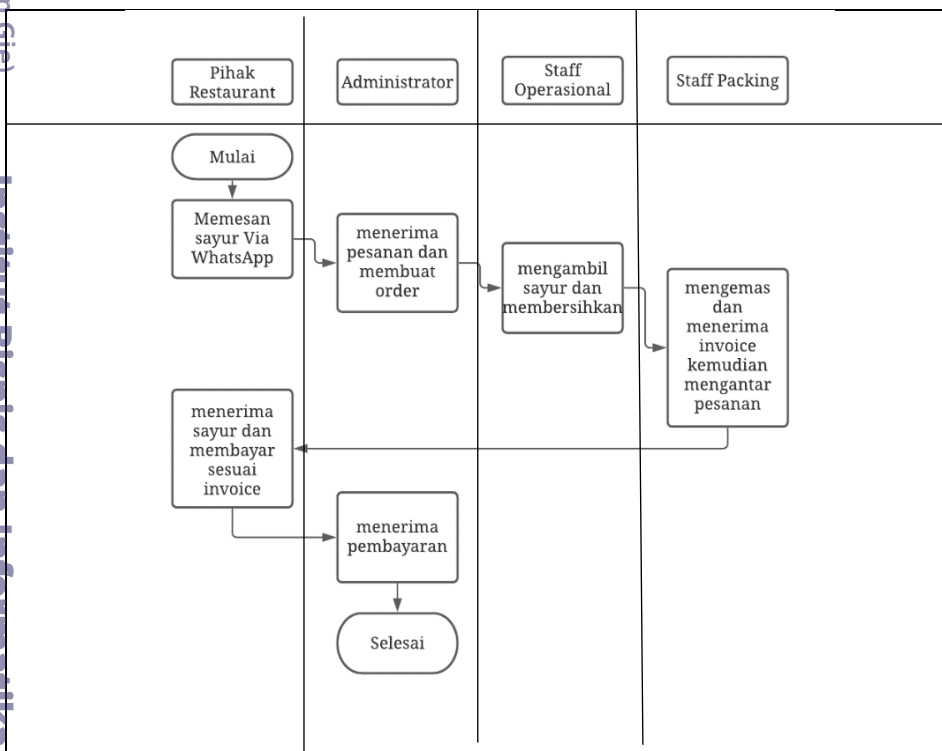 Pihak
Restaurant
Administrator
Staff
Operasional
Staff Packing
Mulai
Memesan
sayur Via
WhatsApp
menerima
pesanan dan
membuat
order
mengambil
sayur dan
membersihkan
mengemas
dan
menerima
invoice
kemudian
mengantar
pesanan
menerima
sayur dan
membayar
sesuai
invoice
menerima
pembayaran
Selesai